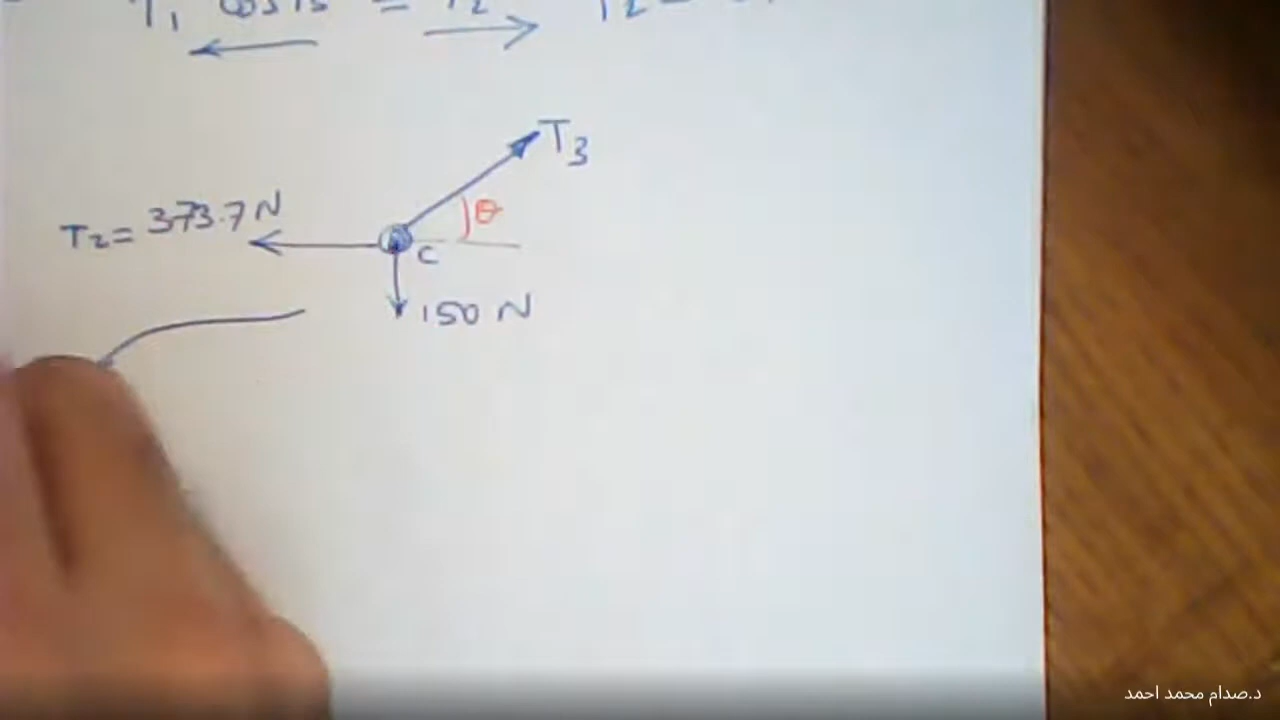 T₃
θ
T₂ = 373.7 N
C
150 N
د.صدام محمد احمد